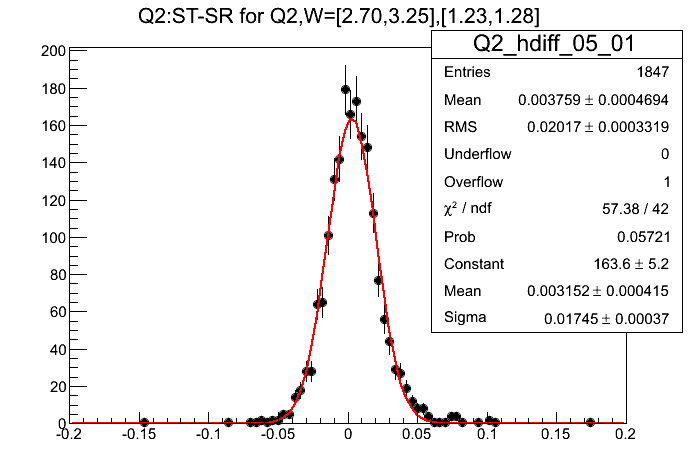 Q2:ST-SR for Q2,W=[2.70,3.25],[1.23,1.28]
Q2_hdiff_05_01
Entries 1847
Mean 0.003759 ± 0.0004694
RMS 0.02017 ± 0.0003319
Underflow 0
Overflow 1
χ² / ndf 57.38 / 42
Prob 0.05721
Constant 163.6 ± 5.2
Mean 0.003152 ± 0.000415
Sigma 0.01745 ± 0.00037
200
180
160
140
120
100
80
60
40
20
0
-0.2 -0.15 -0.1 -0.05 0 0.05 0.1 0.15 0.2